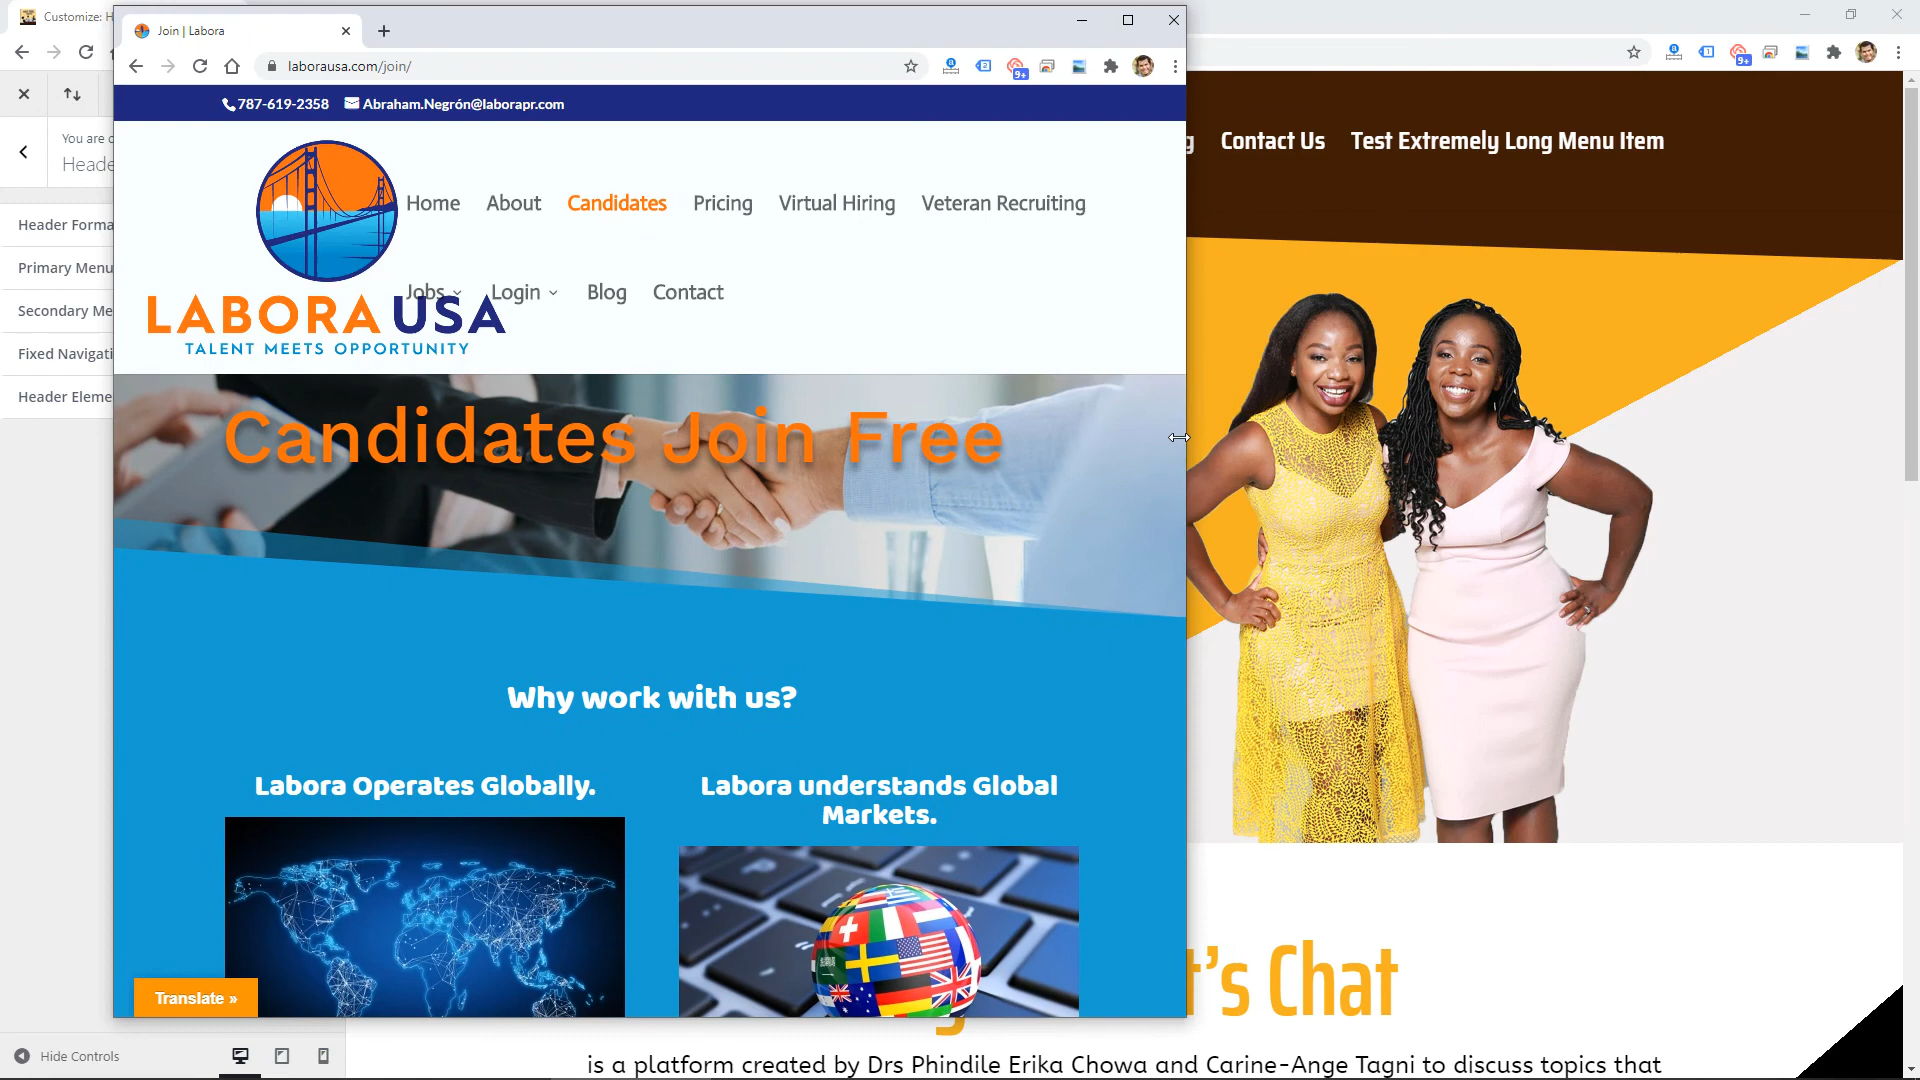 Customize: H
Join | Labora
laborausa.com/join/
9+
9+
787-619-2358 Abraham.Negrón@laborapr.com
You are c
Heade
Header Forma
Primary Menu
Secondary Me
Fixed Navigati
Header Eleme
Home About Candidates Pricing Virtual Hiring Veteran Recruiting
Jobs Login Blog Contact
LABORA USA
TALENT MEETS OPPORTUNITY
g Contact Us Test Extremely Long Menu Item
Candidates Join Free
Why work with us?
Labora Operates Globally.
Labora understands Global
Markets.
Translate »
t's Chat
is a platform created by Drs Phindile Erika Chowa and Carine-Ange Tagni to discuss topics that
Hide Controls